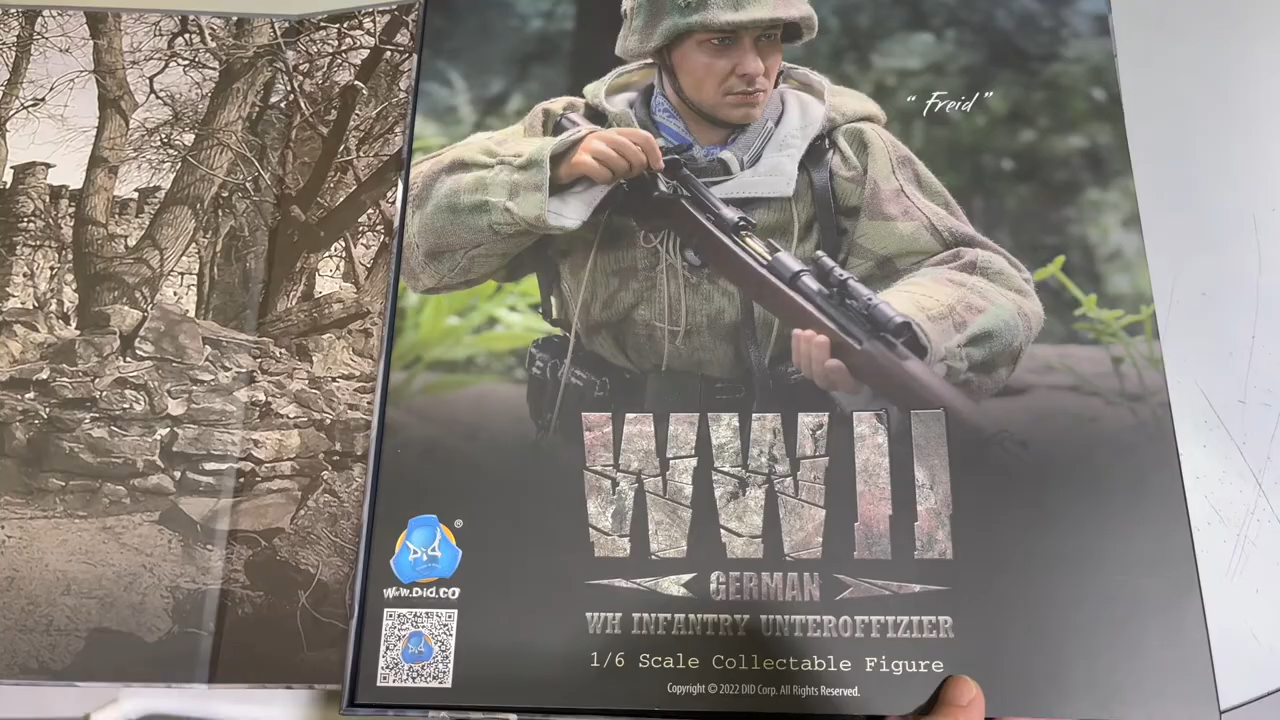 “ Freid ”
WWII
GERMAN
WH INFANTRY UNTEROFFIZIER
1/6 Scale Collectable Figure
Copyright © 2022 DID Corp. All Rights Reserved.
DiD ®
www.DiD.co